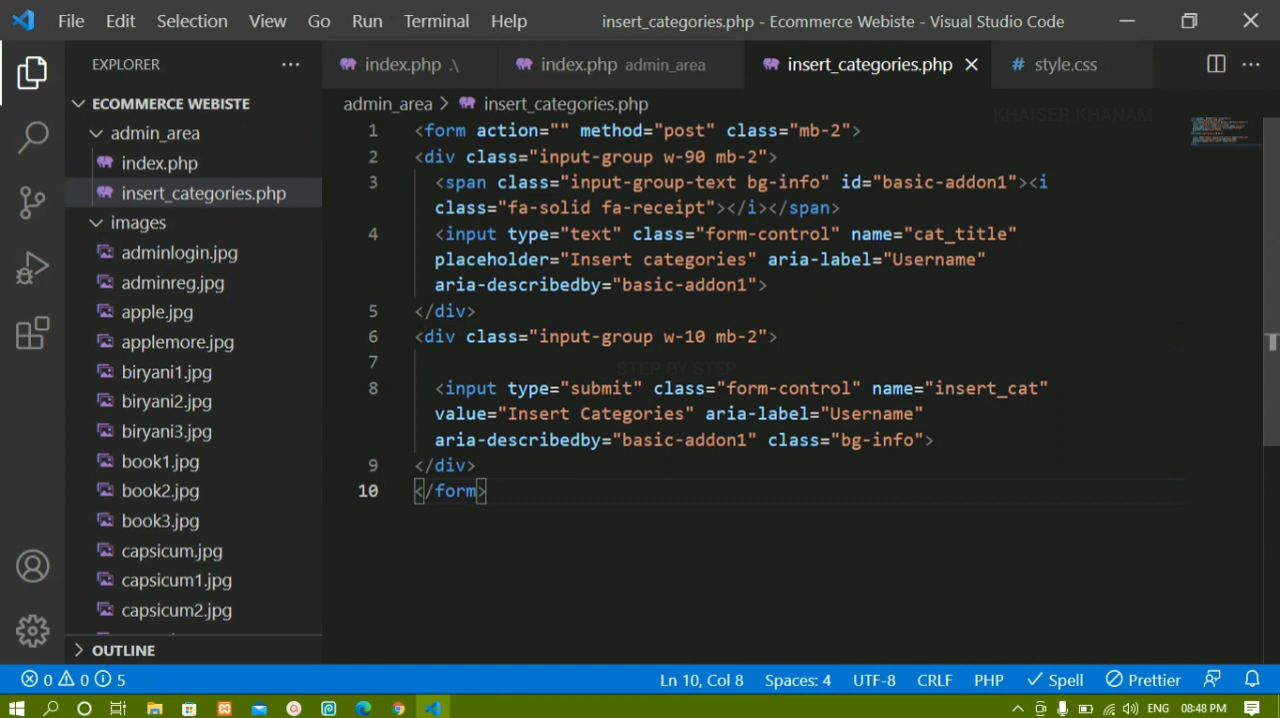 File Edit Selection View Go Run Terminal Help insert_categories.php - Ecommerce Webiste - Visual Studio Code
EXPLORER
index.php .\ index.php admin_area insert_categories.php # style.css
ECOMMERCE WEBISTE
admin_area
index.php
insert_categories.php
images
adminlogin.jpg
adminreg.jpg
apple.jpg
applemore.jpg
biryani1.jpg
biryani2.jpg
biryani3.jpg
book1.jpg
book2.jpg
book3.jpg
capsicum.jpg
capsicum1.jpg
capsicum2.jpg
OUTLINE
admin_area > insert_categories.php
KHAISER KHANAM
1 <form action="" method="post" class="mb-2">
2 <div class="input-group w-90 mb-2">
3 <span class="input-group-text bg-info" id="basic-addon1"><i
class="fa-solid fa-receipt"></i></span>
4 <input type="text" class="form-control" name="cat_title"
placeholder="Insert categories" aria-label="Username"
aria-describedby="basic-addon1">
5 </div>
6 <div class="input-group w-10 mb-2">
7
STEP BY STEP
8 <input type="submit" class="form-control" name="insert_cat"
value="Insert Categories" aria-label="Username"
aria-describedby="basic-addon1" class="bg-info">
9 </div>
10 </form>
0 0 5 Ln 10, Col 8 Spaces: 4 UTF-8 CRLF PHP Spell Prettier
ENG 08:48 PM